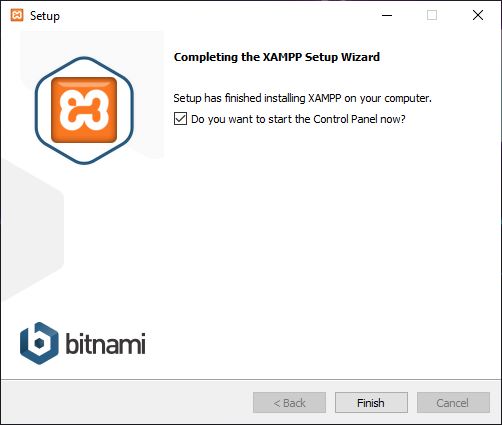 Setup
Completing the XAMPP Setup Wizard
Setup has finished installing XAMPP on your computer.
Do you want to start the Control Panel now?
bitnami
< Back
Finish
Cancel